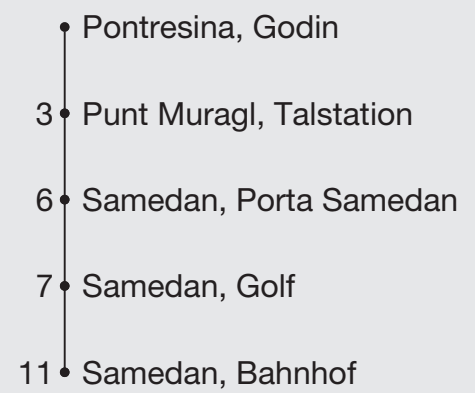 Pontresina, Godin
3 Punt Muragl, Talstation
6 Samedan, Porta Samedan
7 Samedan, Golf
11 Samedan, Bahnhof